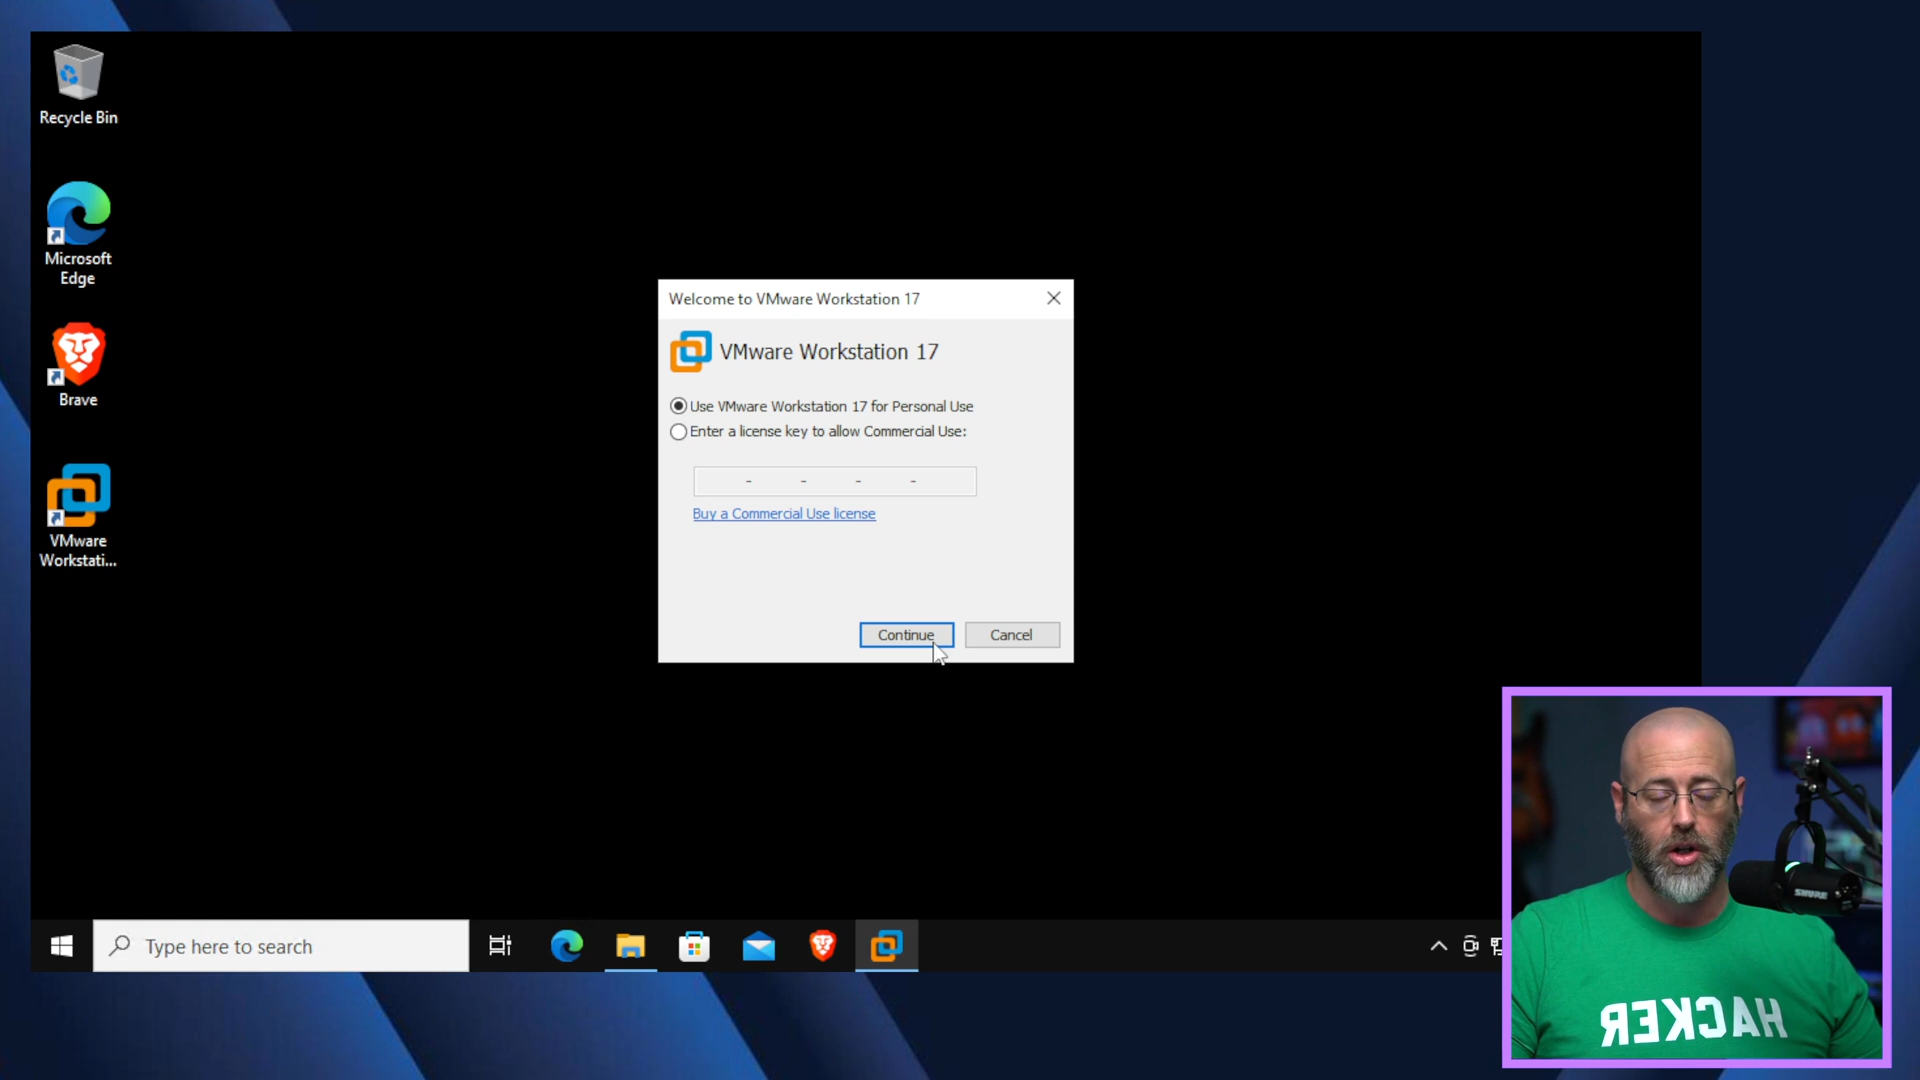 Recycle Bin
Microsoft
Edge
Brave
VMware
Workstati...
Welcome to VMware Workstation 17
VMware Workstation 17
Use VMware Workstation 17 for Personal Use
Enter a license key to allow Commercial Use:
- - - -
Buy a Commercial Use license
Continue
Cancel
Type here to search
SHURE
HACKER